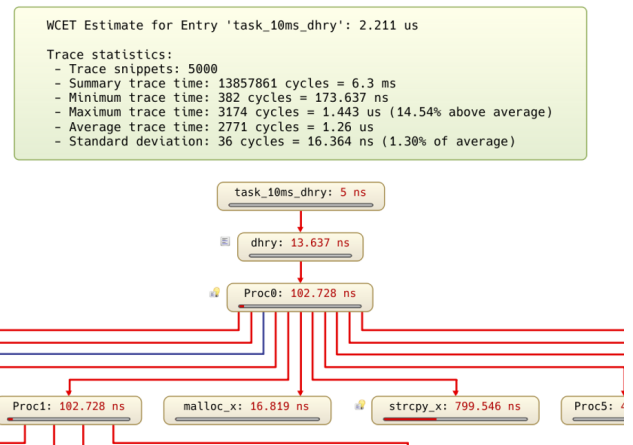 WCET Estimate for Entry 'task_10ms_dhry': 2.211 us
Trace statistics:
- Trace snippets: 5000
- Summary trace time: 13857861 cycles = 6.3 ms
- Minimum trace time: 382 cycles = 173.637 ns
- Maximum trace time: 3174 cycles = 1.443 us (14.54% above average)
- Average trace time: 2771 cycles = 1.26 us
- Standard deviation: 36 cycles = 16.364 ns (1.30% of average)
task_10ms_dhry: 5 ns
dhry: 13.637 ns
Proc0: 102.728 ns
Proc1: 102.728 ns
malloc_x: 16.819 ns
strcpy_x: 799.546 ns
Proc5: